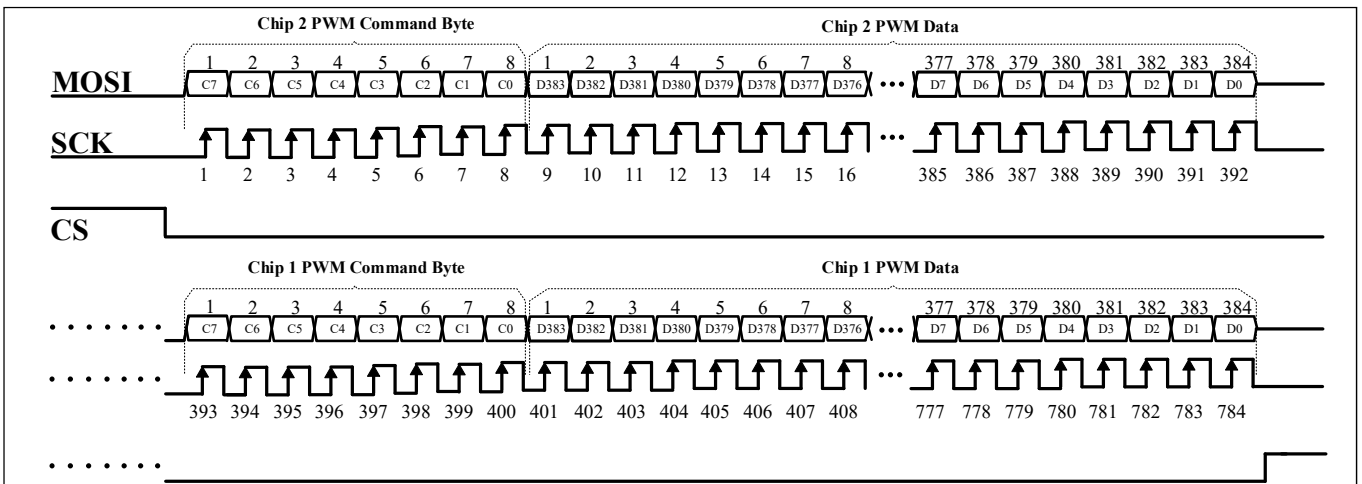 Chip 2 PWM Command Byte Chip 2 PWM Data
1 2 3 4 5 6 7 8 1 2 3 4 5 6 7 8 377 378 379 380 381 382 383 384
MOSI C7 C6 C5 C4 C3 C2 C1 C0 D383 D382 D381 D380 D379 D378 D377 D376 ... D7 D6 D5 D4 D3 D2 D1 D0
SCK ...
1 2 3 4 5 6 7 8 9 10 11 12 13 14 15 16 385 386 387 388 389 390 391 392
CS
Chip 1 PWM Command Byte Chip 1 PWM Data
1 2 3 4 5 6 7 8 1 2 3 4 5 6 7 8 377 378 379 380 381 382 383 384
....... C7 C6 C5 C4 C3 C2 C1 C0 D383 D382 D381 D380 D379 D378 D377 D376 ... D7 D6 D5 D4 D3 D2 D1 D0
....... ...
393 394 395 396 397 398 399 400 401 402 403 404 405 406 407 408 777 778 779 780 781 782 783 784
.......